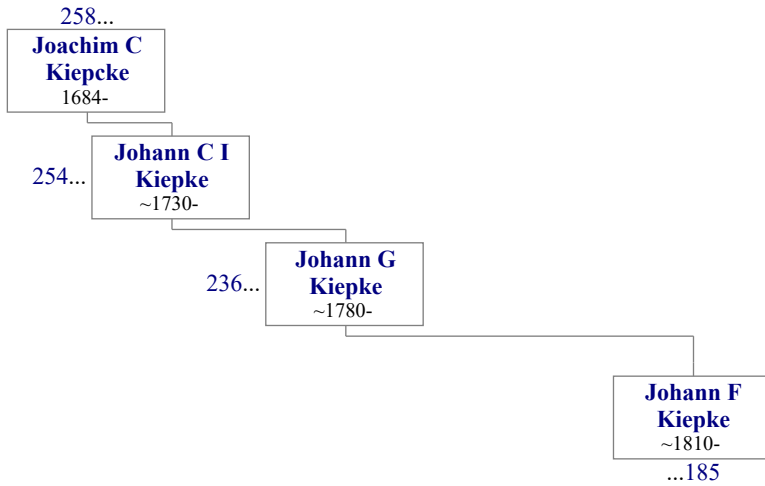 258...
Joachim C
Kiepcke
1684-
254...
Johann C I
Kiepke
~1730-
236...
Johann G
Kiepke
~1780-
Johann F
Kiepke
~1810-
...185